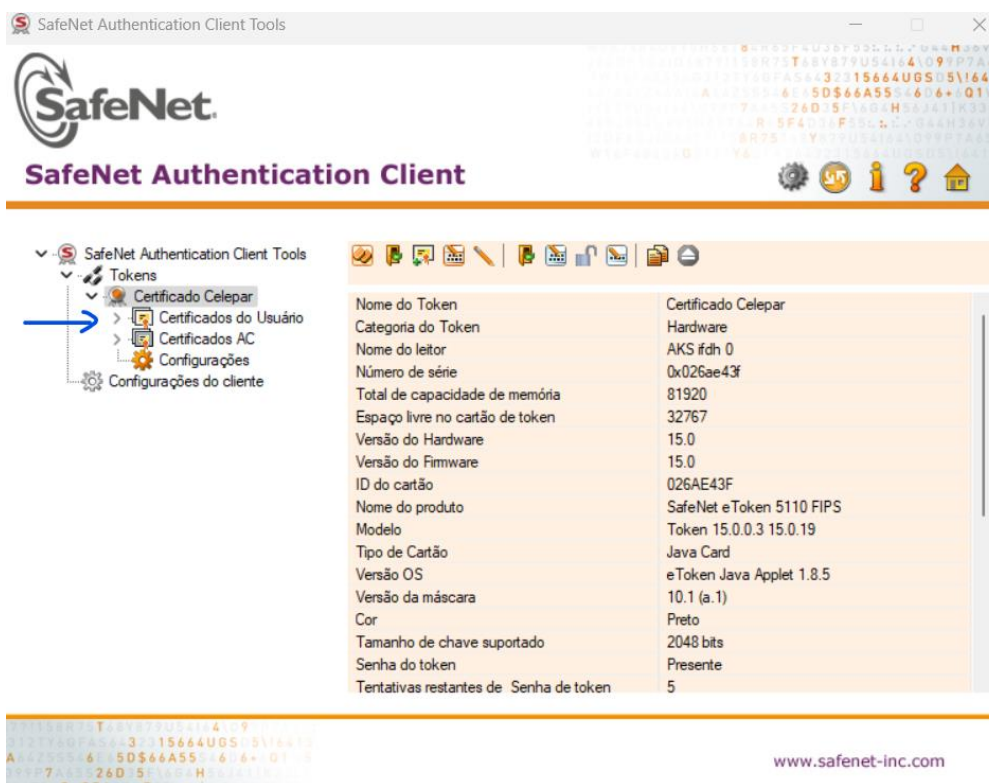 SafeNet Authentication Client Tools
SafeNet.
SafeNet Authentication Client
SafeNet Authentication Client Tools
Tokens
Certificado Celepar
Certificados do Usuário
Certificados AC
Configurações
Configurações do cliente
Nome do Token Certificado Celepar
Categoria do Token Hardware
Nome do leitor AKS ifdh 0
Número de série 0x026ae43f
Total de capacidade de memória 81920
Espaço livre no cartão de token 32767
Versão do Hardware 15.0
Versão do Firmware 15.0
ID do cartão 026AE43F
Nome do produto SafeNet eToken 5110 FIPS
Modelo Token 15.0.0.3 15.0.19
Tipo de Cartão Java Card
Versão OS eToken Java Applet 1.8.5
Versão da máscara 10.1 (a.1)
Cor Preto
Tamanho de chave suportado 2048 bits
Senha do token Presente
Tentativas restantes de Senha de token 5
www.safenet-inc.com